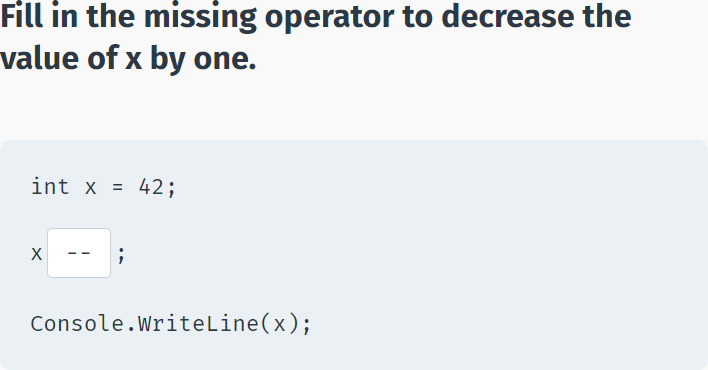 Fill in the missing operator to decrease the
value of x by one.
int x = 42;
x -- ;
Console.WriteLine(x);